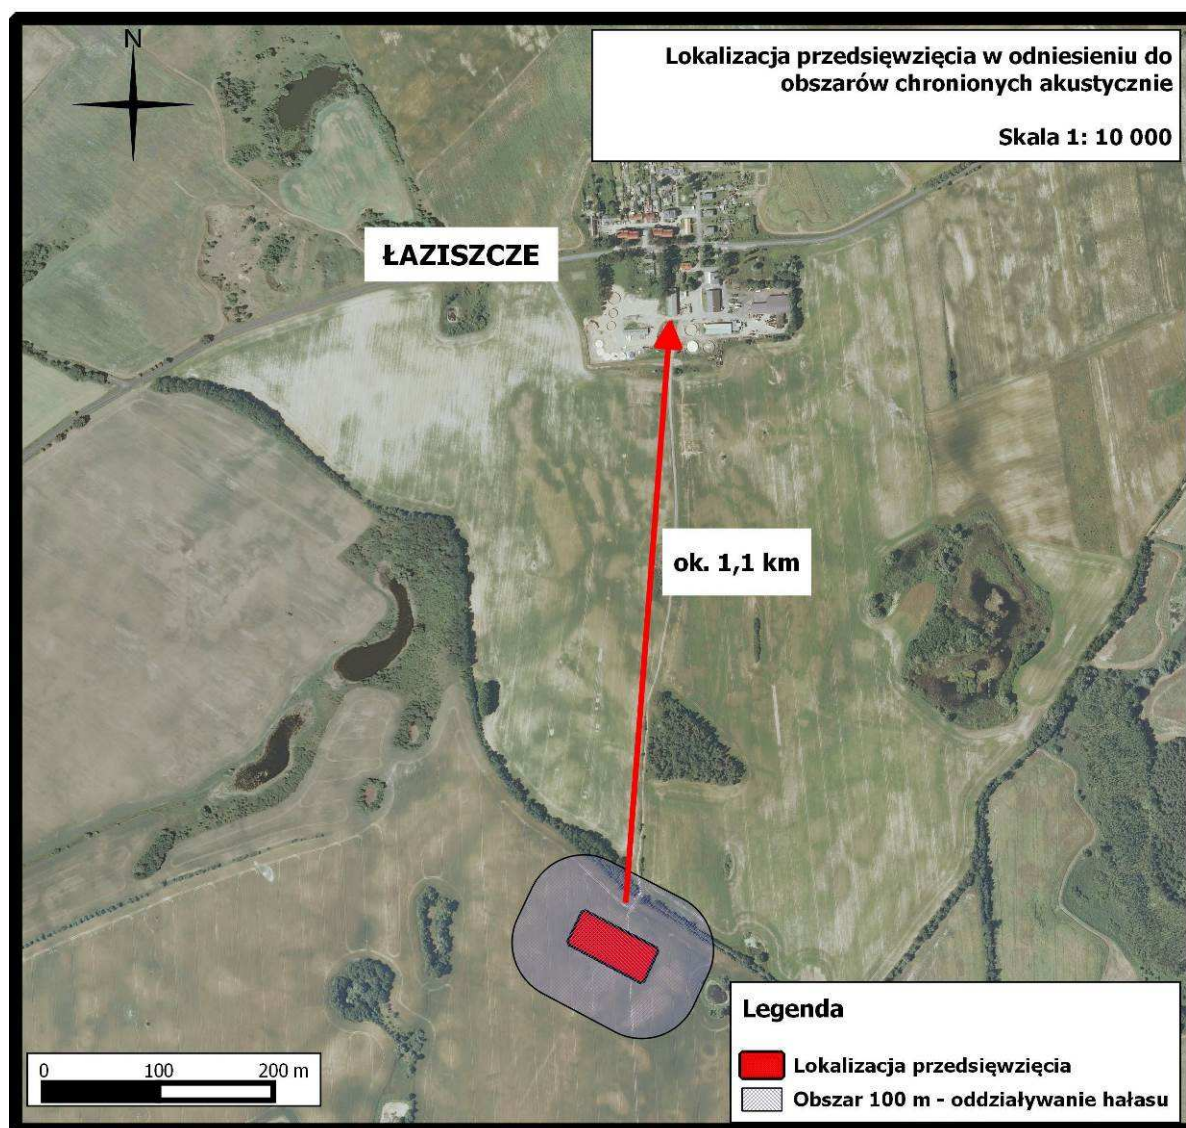 N
Lokalizacja przedsięwzięcia w odniesieniu do
obszarów chronionych akustycznie
Skala 1: 10 000
ŁAZISZCZE
ok. 1,1 km
Legenda
Lokalizacja przedsięwzięcia
Obszar 100 m - oddziaływanie hałasu
0 100 200 m